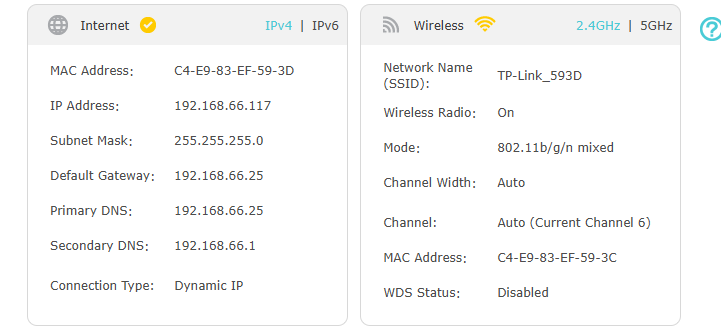 Internet IPv4 | IPv6
MAC Address: C4-E9-83-EF-59-3D
IP Address: 192.168.66.117
Subnet Mask: 255.255.255.0
Default Gateway: 192.168.66.25
Primary DNS: 192.168.66.25
Secondary DNS: 192.168.66.1
Connection Type: Dynamic IP
Wireless 2.4GHz | 5GHz
Network Name
(SSID): TP-Link_593D
Wireless Radio: On
Mode: 802.11b/g/n mixed
Channel Width: Auto
Channel: Auto (Current Channel 6)
MAC Address: C4-E9-83-EF-59-3C
WDS Status: Disabled
?